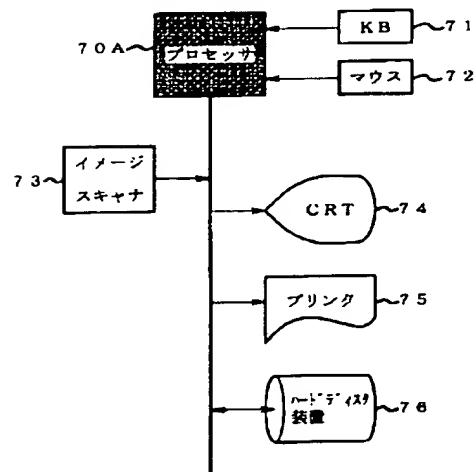 70A
プロセッサ
KB
71
マウス
72
73
イメージ
スキャナ
CRT
74
プリンタ
75
ハードディスク
装置
76